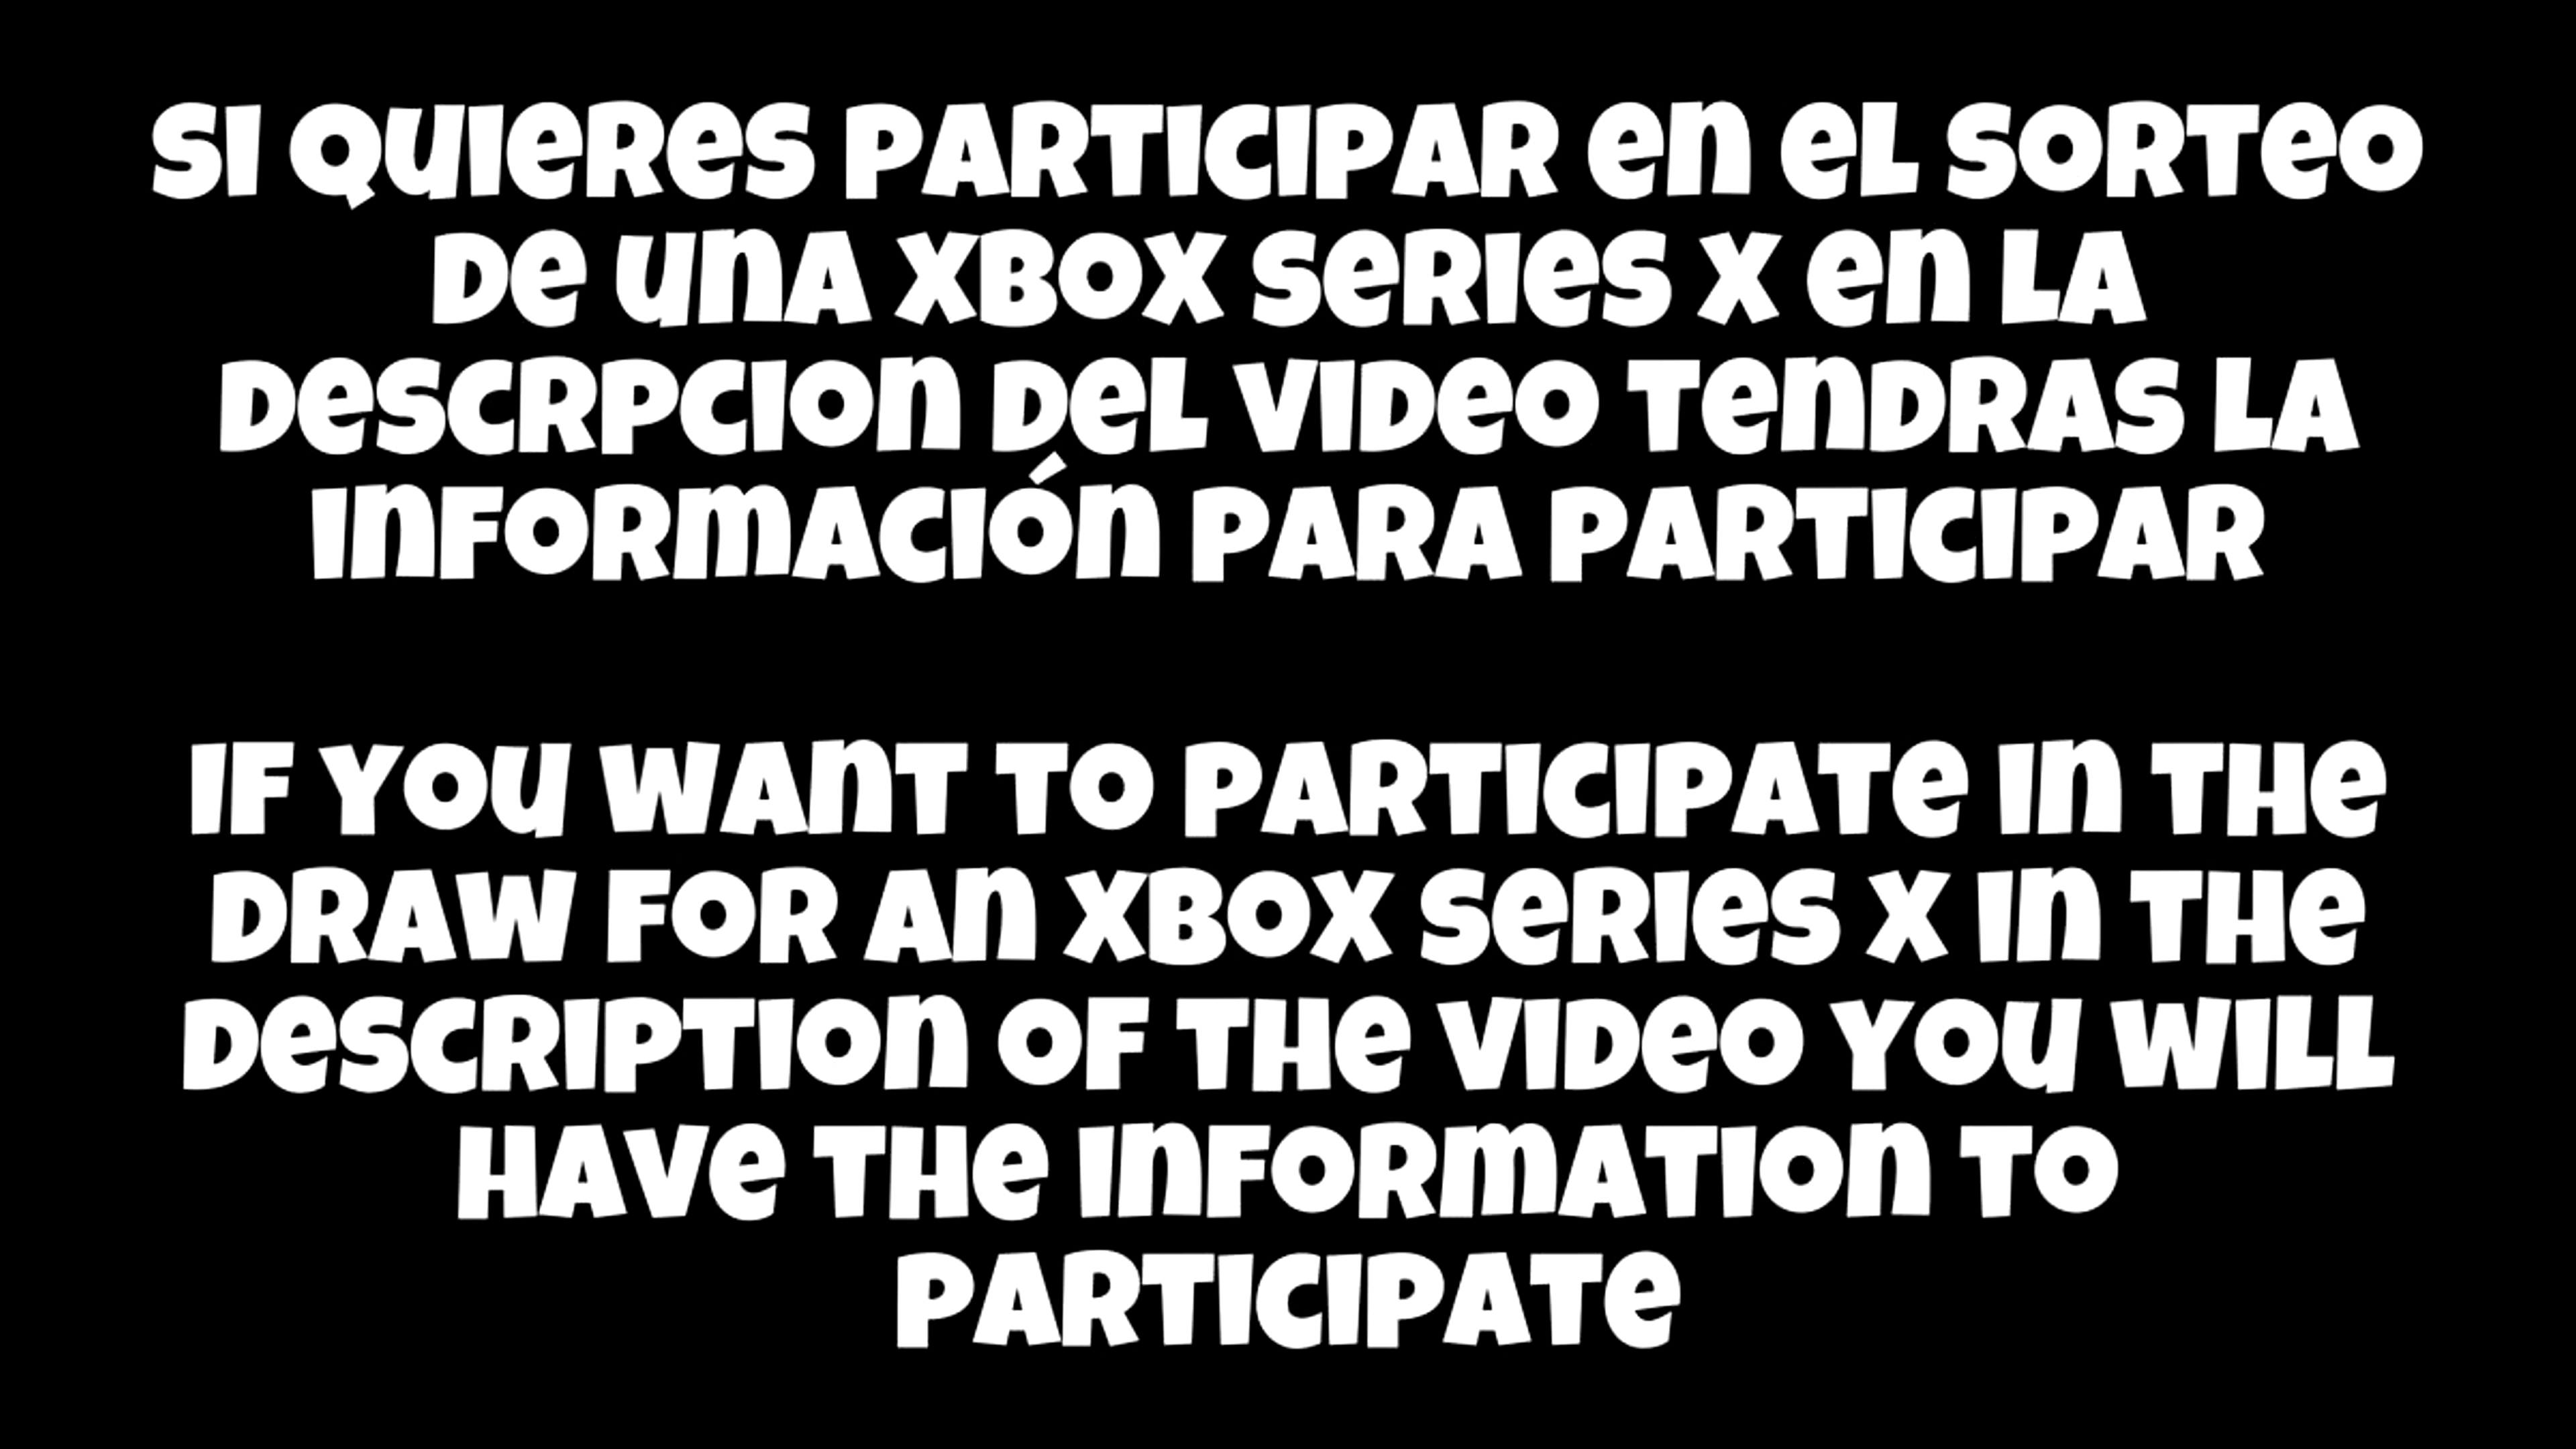 SI QUIERES PARTICIPAR EN EL SORTEO
DE UNA XBOX SERIES X EN LA
DESCRPCION DEL VIDEO TENDRAS LA
INFORMACIÓN PARA PARTICIPAR
IF YOU WANT TO PARTICIPATE IN THE
DRAW FOR AN XBOX SERIES X IN THE
DESCRIPTION OF THE VIDEO YOU WILL
HAVE THE INFORMATION TO
PARTICIPATE